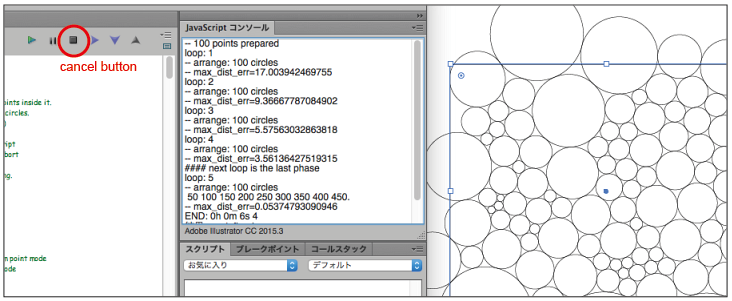 cancel button
ints inside it.
circles.
)
ript
bort
ng.
n point mode
ode
JavaScript コンソール
-- 100 points prepared
loop: 1
-- arrange: 100 circles
-- max_dist_err=17.003942469755
loop: 2
-- arrange: 100 circles
-- max_dist_err=9.36667787084902
loop: 3
-- arrange: 100 circles
-- max_dist_err=5.57563032863818
loop: 4
-- arrange: 100 circles
-- max_dist_err=3.56136427519315
#### next loop is the last phase
loop: 5
-- arrange: 100 circles
50 100 150 200 250 300 350 400 450.
-- max_dist_err=0.05374793090946
END: 0h 0m 6s 4
Adobe Illustrator CC 2015.3
スクリプト ブレークポイント コールスタック
お気に入り デフォルト